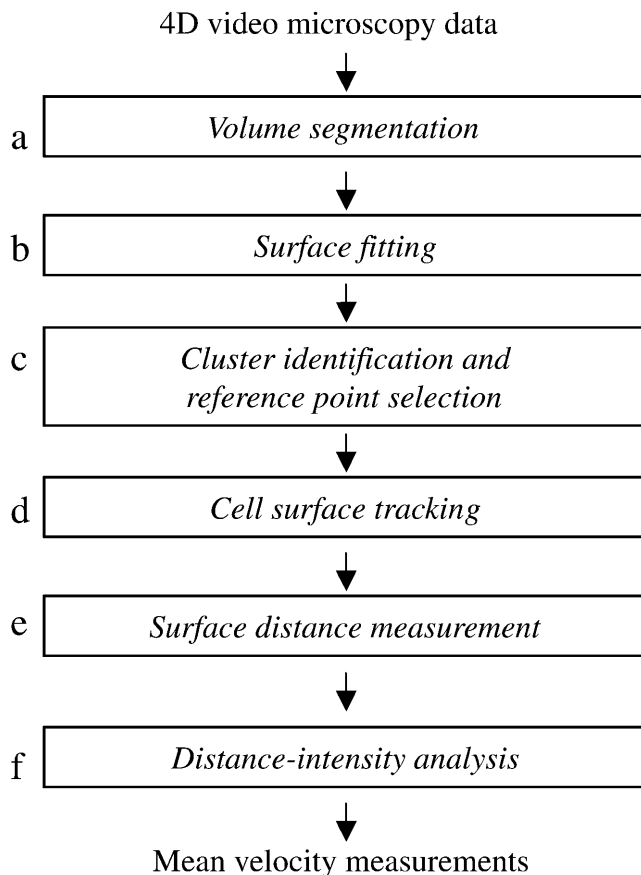 4D video microscopy data
a
Volume segmentation
b
Surface fitting
c
Cluster identification and
reference point selection
d
Cell surface tracking
e
Surface distance measurement
f
Distance-intensity analysis
Mean velocity measurements